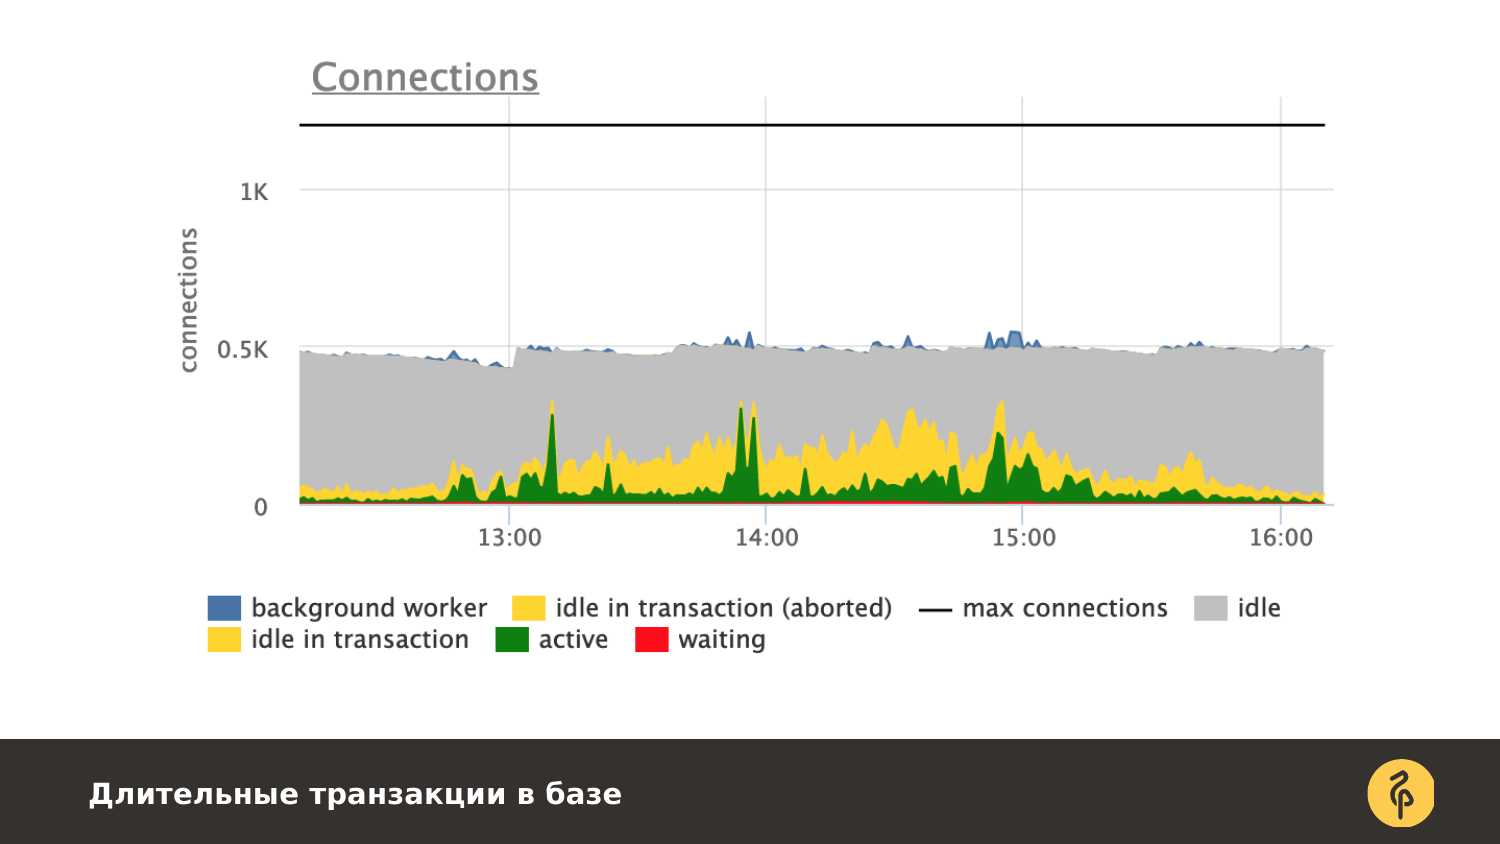 Connections
1K
connections
0.5K
0
13:00 14:00 15:00 16:00
background worker idle in transaction (aborted) max connections idle
idle in transaction active waiting
Длительные транзакции в базе